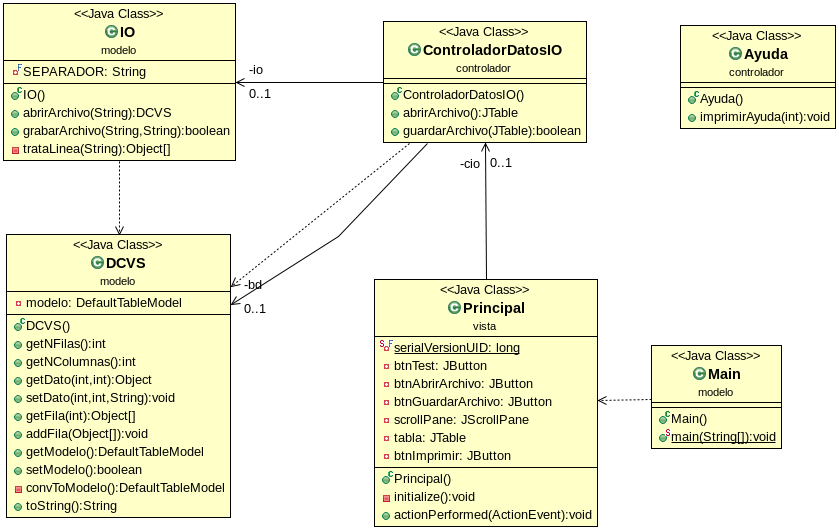 <<Java Class>>
IO
modelo
SEPARADOR: String
IO()
abrirArchivo(String):DCVS
grabarArchivo(String,String):boolean
trataLinea(String):Object[]
-io
0..1
<<Java Class>>
ControladorDatosIO
controlador
ControladorDatosIO()
abrirArchivo():JTable
guardarArchivo(JTable):boolean
<<Java Class>>
Ayuda
controlador
Ayuda()
imprimirAyuda(int):void
-cio
0..1
<<Java Class>>
DCVS
modelo
modelo: DefaultTableModel
DCVS()
getNFilas():int
getNColumnas():int
getDato(int,int):Object
setDato(int,int,String):void
getFila(int):Object[]
addFila(Object[]):void
getModelo():DefaultTableModel
setModelo():boolean
convToModelo():DefaultTableModel
toString():String
-bd
0..1
<<Java Class>>
Principal
vista
serialVersionUID: long
btnTest: JButton
btnAbrirArchivo: JButton
btnGuardarArchivo: JButton
scrollPane: JScrollPane
tabla: JTable
btnImprimir: JButton
Principal()
initialize():void
actionPerformed(ActionEvent):void
<<Java Class>>
Main
modelo
Main()
main(String[]):void